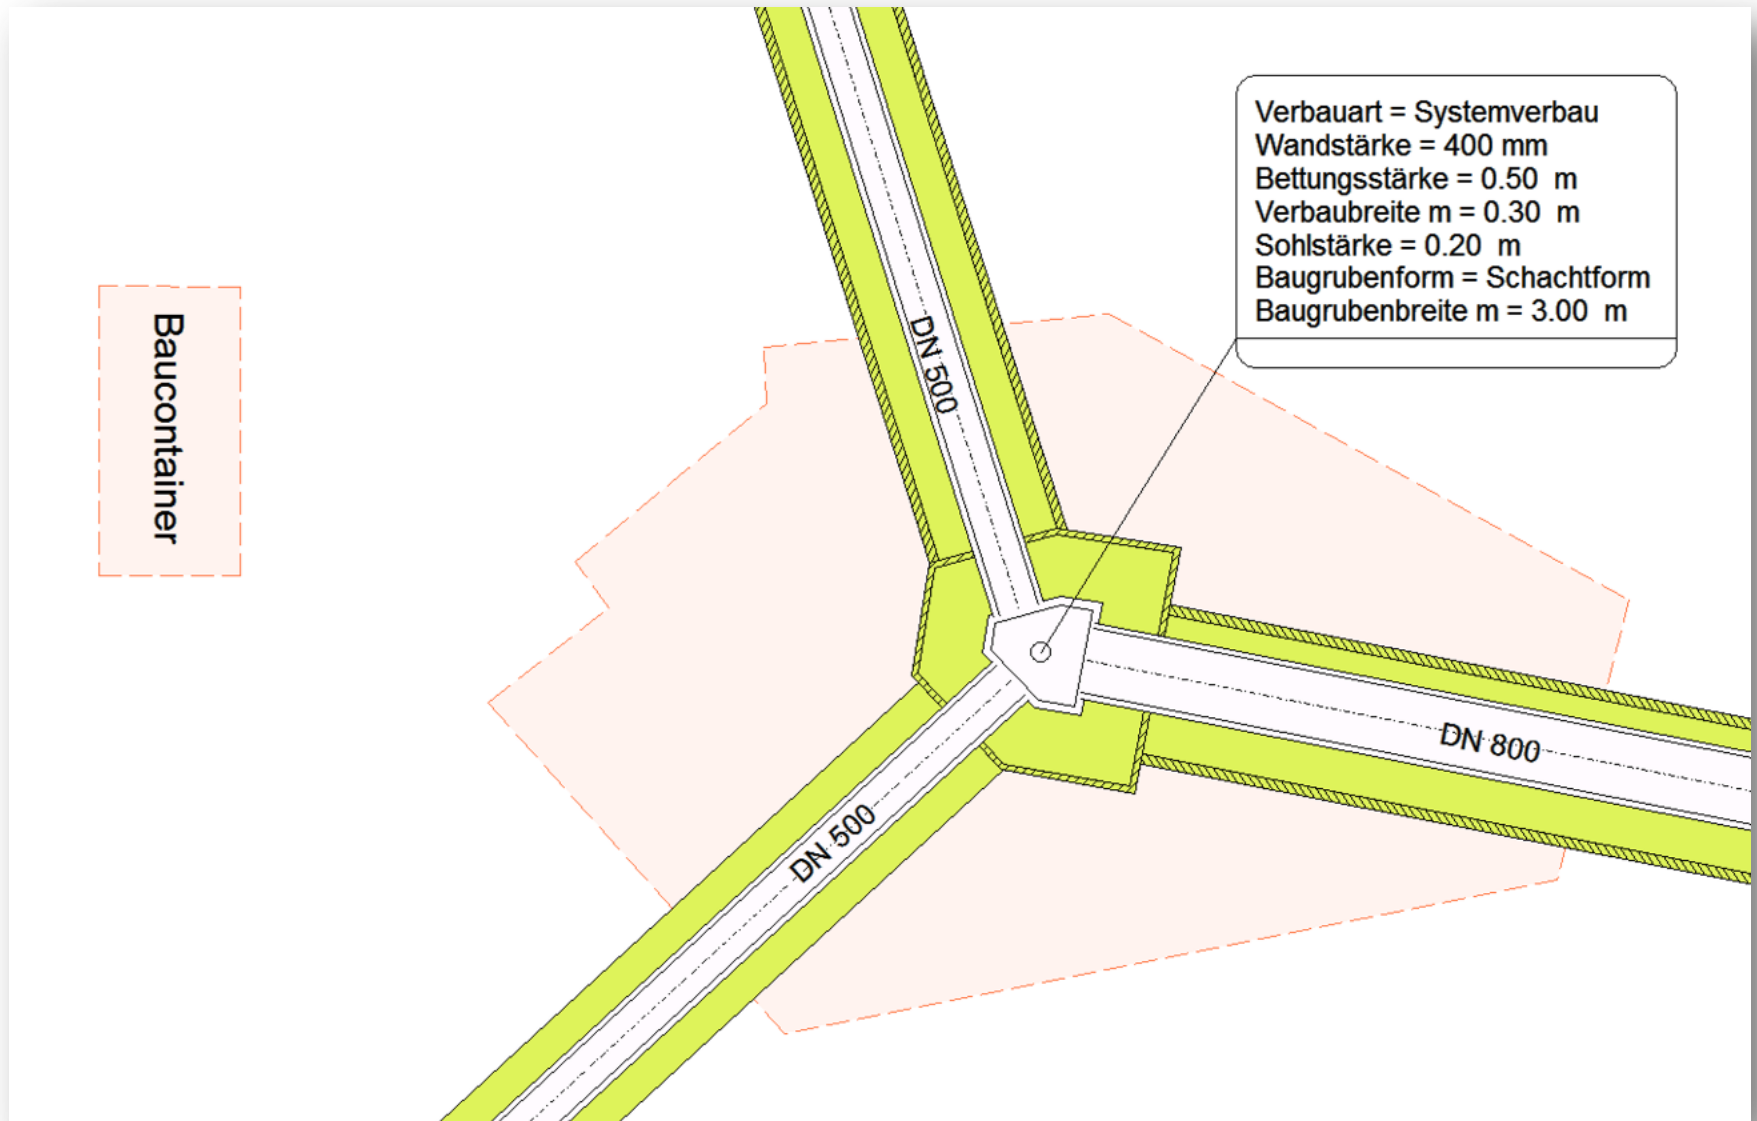 Verbauart = Systemverbau
Wandstärke = 400 mm
Bettungsstärke = 0.50 m
Verbaubreite m = 0.30 m
Sohlstärke = 0.20 m
Baugrubenform = Schachtform
Baugrubenbreite m = 3.00 m
Baucontainer
DN 500
DN 800
DN 500